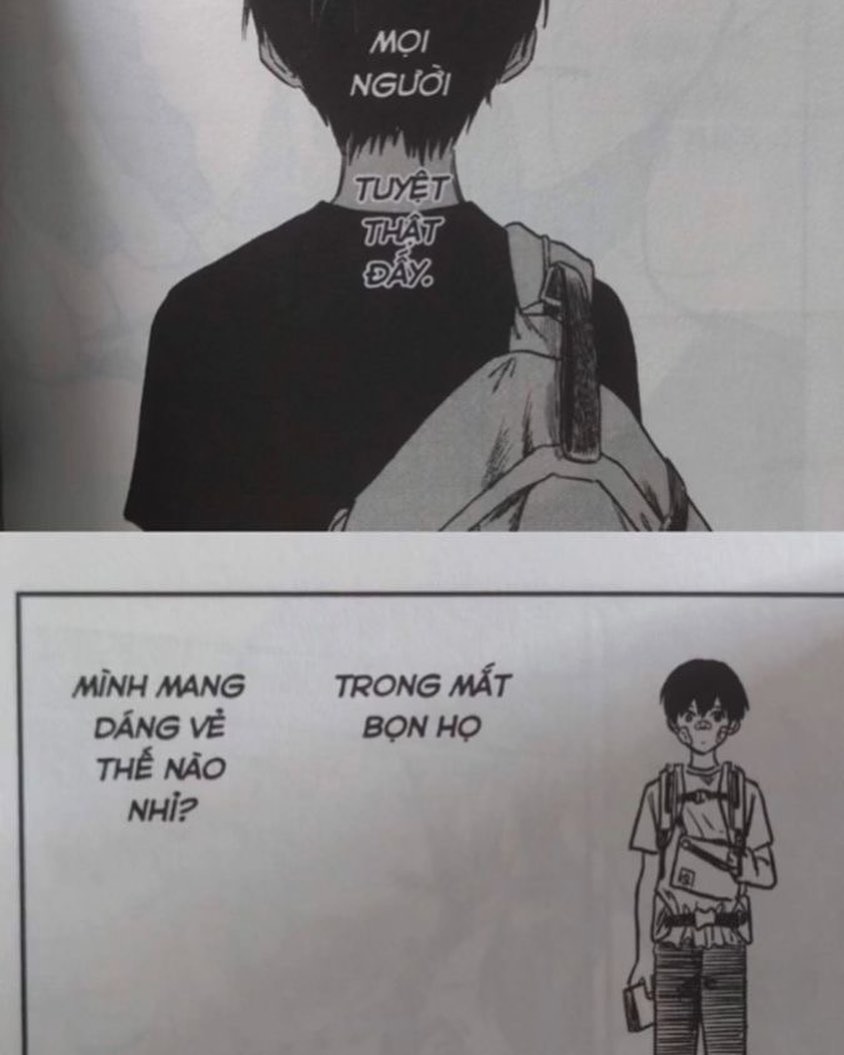 MỌI
NGƯỜI
TUYỆT
THẬT
ĐẤY.
TRONG MẮT
BỌN HỌ
MÌNH MANG
DÁNG VẺ
THẾ NÀO
NHỈ?